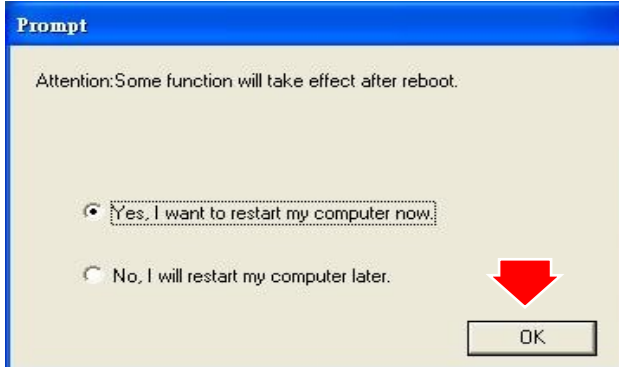 Prompt
Attention:Some function will take effect after reboot.
Yes, I want to restart my computer now.
No, I will restart my computer later.
OK